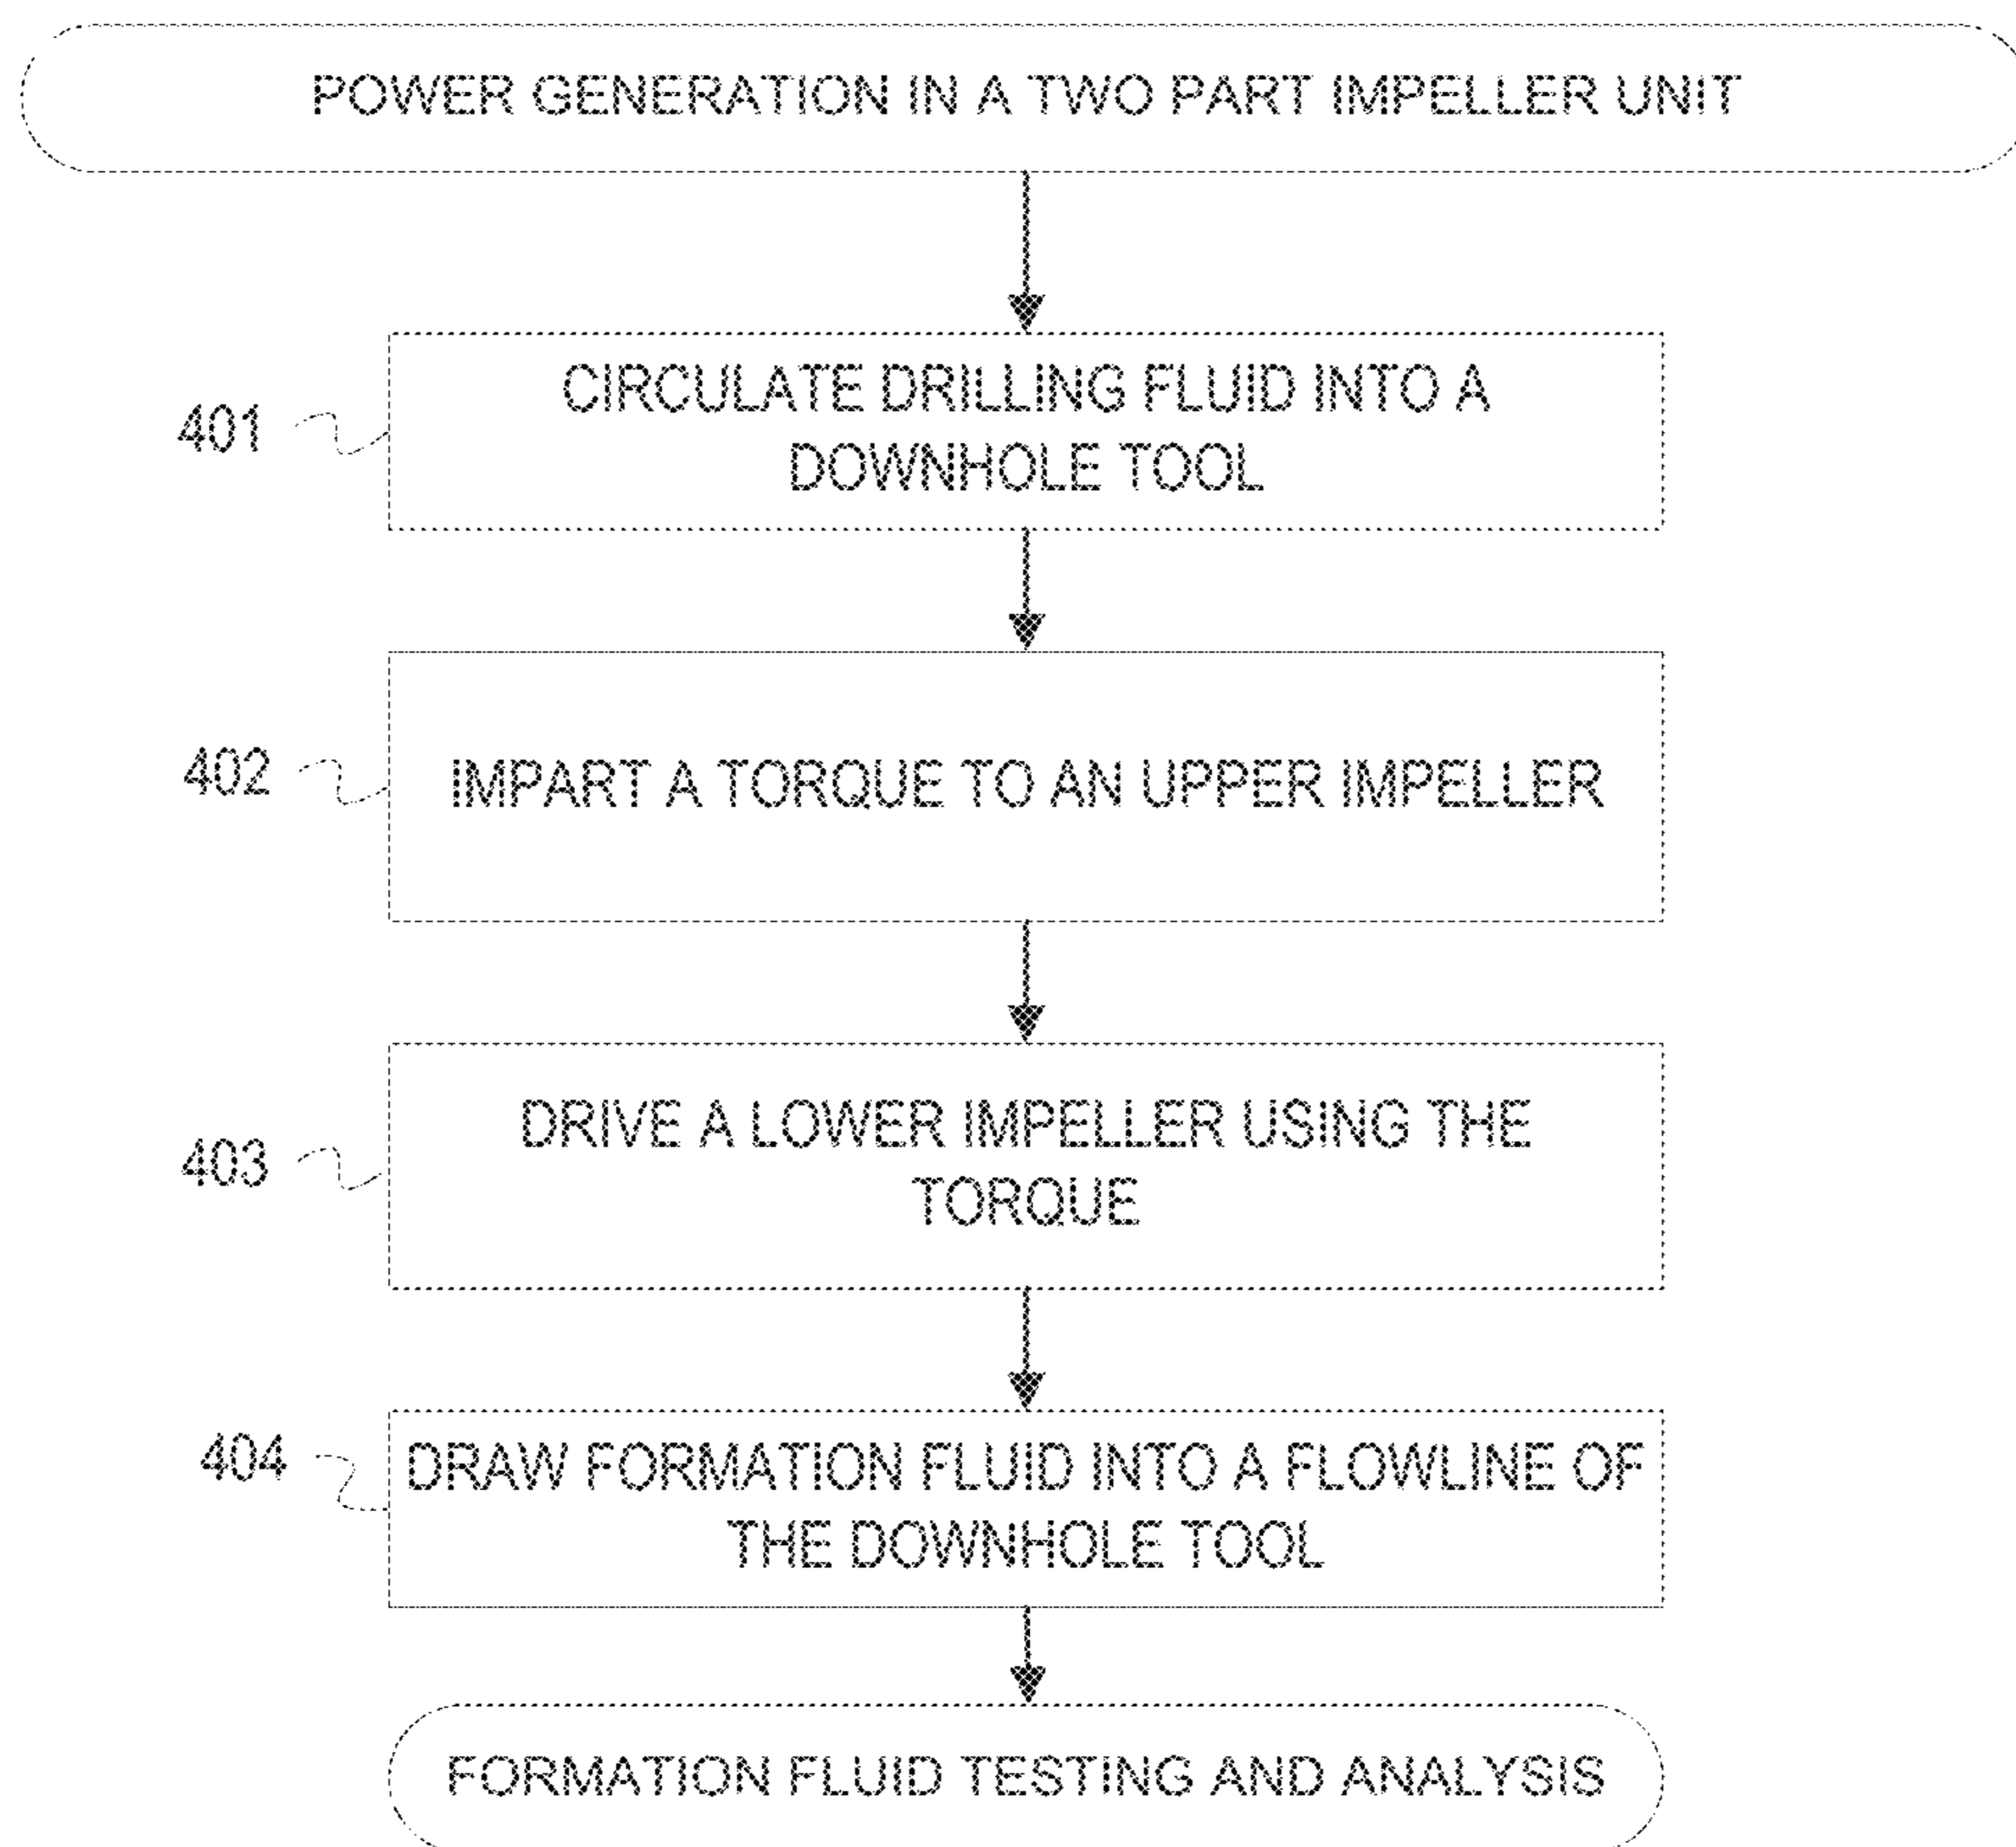 POWER GENERATION IN A TWO PART IMPELLER UNIT
401
CIRCULATE DRILLING FLUID INTO A
DOWNHOLE TOOL
402
IMPART A TORQUE TO AN UPPER IMPELLER
403
DRIVE A LOWER IMPELLER USING THE
TORQUE
404
DRAW FORMATION FLUID INTO A FLOWLINE OF
THE DOWNHOLE TOOL
FORMATION FLUID TESTING AND ANALYSIS